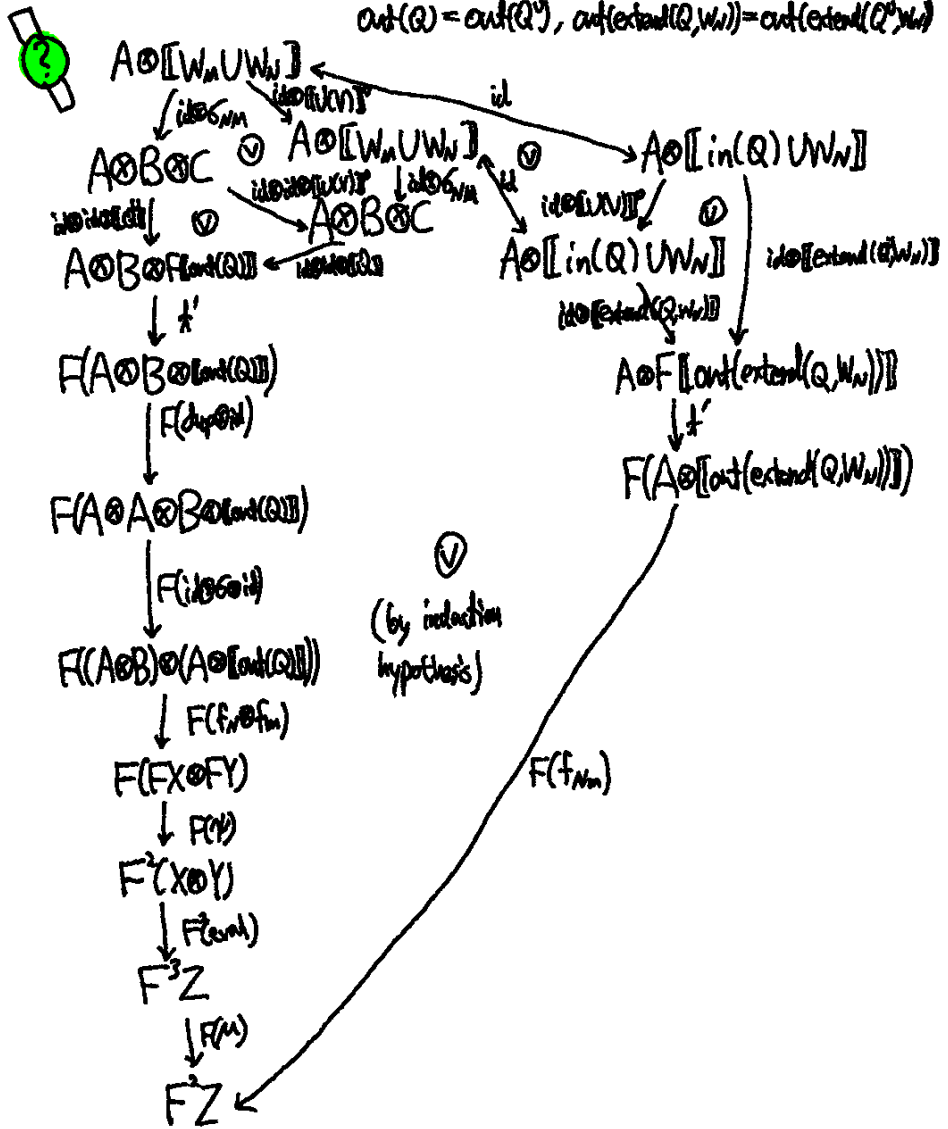 out(Q) = out(Q^U), out(extend(Q,W_N)) = out(extend(Q^U,W_N))
?
A⊗⟦W_M∪W_N⟧
id⊗σ_NM
id
A⊗⟦W_M∪W_N⟧
A⊗⟦in(Q)∪W_N⟧
A⊗B⊗C
id⊗σ_NM
id
A⊗B⊗C
A⊗⟦in(Q)∪W_N⟧
A⊗B⊗F⟦out(Q)⟧
id⊗id⊗⟦Q⟧
id⊗⟦extend(Q,W_N)⟧
t'
F(A⊗B⊗⟦out(Q)⟧)
A⊗F⟦out(extend(Q,W_N))⟧
F(dup⊗id)
t'
F(A⊗⟦out(extend(Q,W_N))⟧)
F(A⊗A⊗B⊗⟦out(Q)⟧)
F(id⊗σ⊗id)
(by induction
hypothesis)
F((A⊗B)⊗(A⊗⟦out(Q)⟧))
F(f_N⊗f_M)
F(f_NM)
F(FX⊗FY)
F(ψ)
F²(X⊗Y)
F²(eval)
F³Z
F(μ)
F²Z